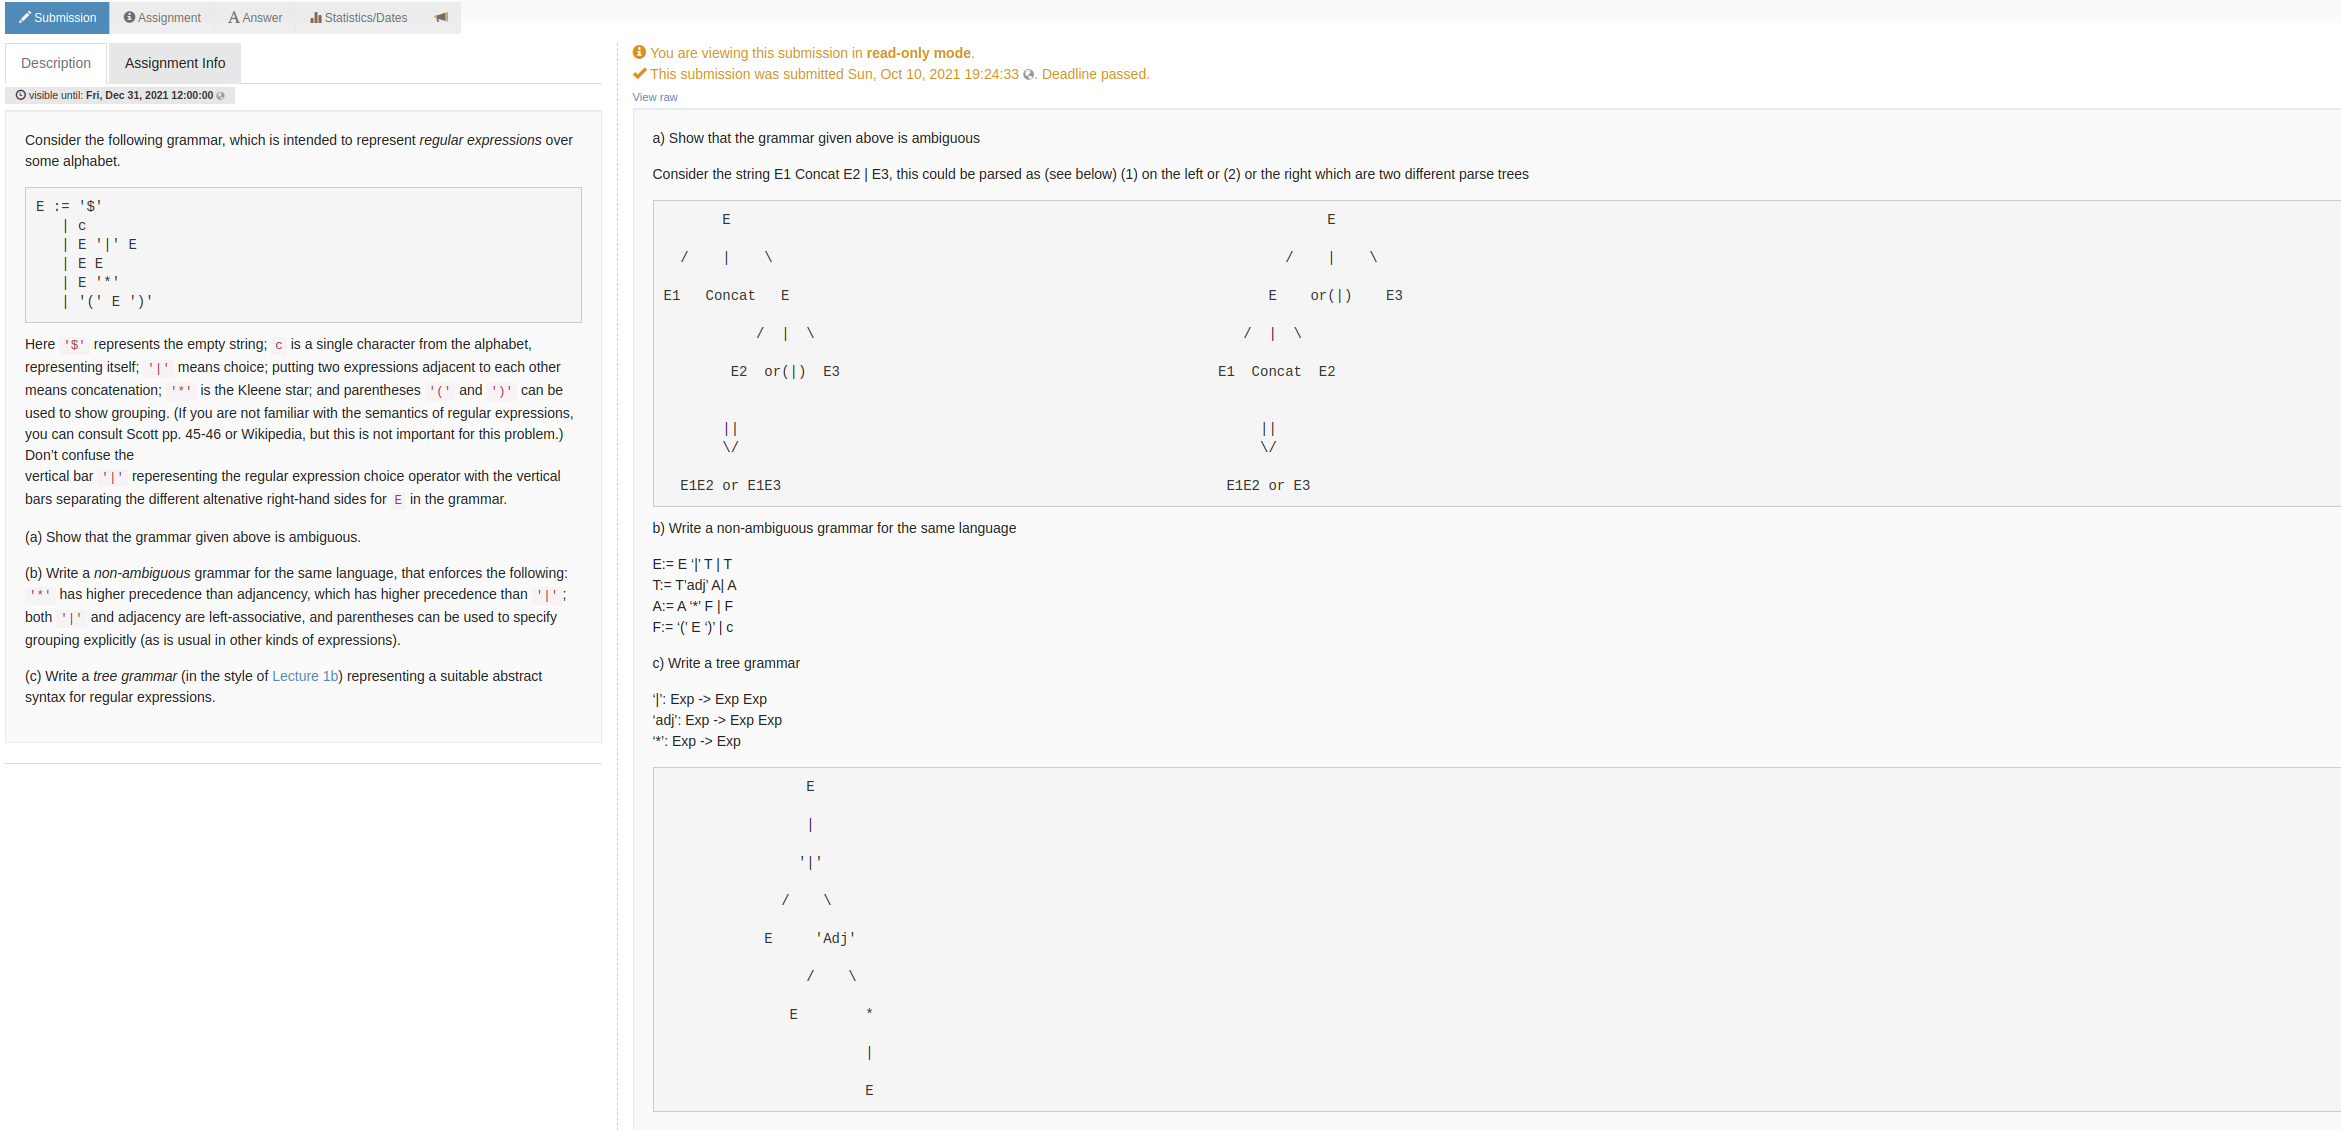 Submission Assignment Answer Statistics/Dates
Description Assignment Info
visible until: Fri, Dec 31, 2021 12:00:00
Consider the following grammar, which is intended to represent regular expressions over
some alphabet.
E := '$'
| c
| E '|' E
| E E
| E '*'
| '(' E ')'
Here '$' represents the empty string; c is a single character from the alphabet,
representing itself; '|' means choice; putting two expressions adjacent to each other
means concatenation; '*' is the Kleene star; and parentheses '(' and ')' can be
used to show grouping. (If you are not familiar with the semantics of regular expressions,
you can consult Scott pp. 45-46 or Wikipedia, but this is not important for this problem.)
Don’t confuse the
vertical bar '|' reperesenting the regular expression choice operator with the vertical
bars separating the different altenative right-hand sides for E in the grammar.
(a) Show that the grammar given above is ambiguous.
(b) Write a non-ambiguous grammar for the same language, that enforces the following:
'*' has higher precedence than adjancency, which has higher precedence than '|';
both '|' and adjacency are left-associative, and parentheses can be used to specify
grouping explicitly (as is usual in other kinds of expressions).
(c) Write a tree grammar (in the style of Lecture 1b) representing a suitable abstract
syntax for regular expressions.
You are viewing this submission in read-only mode.
This submission was submitted Sun, Oct 10, 2021 19:24:33 . Deadline passed.
View raw
a) Show that the grammar given above is ambiguous
Consider the string E1 Concat E2 | E3, this could be parsed as (see below) (1) on the left or (2) or the right which are two different parse trees
E E
/ | \ / | \
E1 Concat E E or(|) E3
/ | \ / | \
E2 or(|) E3 E1 Concat E2
|| ||
\/ \/
E1E2 or E1E3 E1E2 or E3
b) Write a non-ambiguous grammar for the same language
E:= E ‘|’ T | T
T:= T’adj’ A| A
A:= A ‘*’ F | F
F:= ‘(’ E ‘)’ | c
c) Write a tree grammar
‘|’: Exp -> Exp Exp
‘adj’: Exp -> Exp Exp
‘*’: Exp -> Exp
E
|
'|'
/ \
E 'Adj'
/ \
E *
|
E